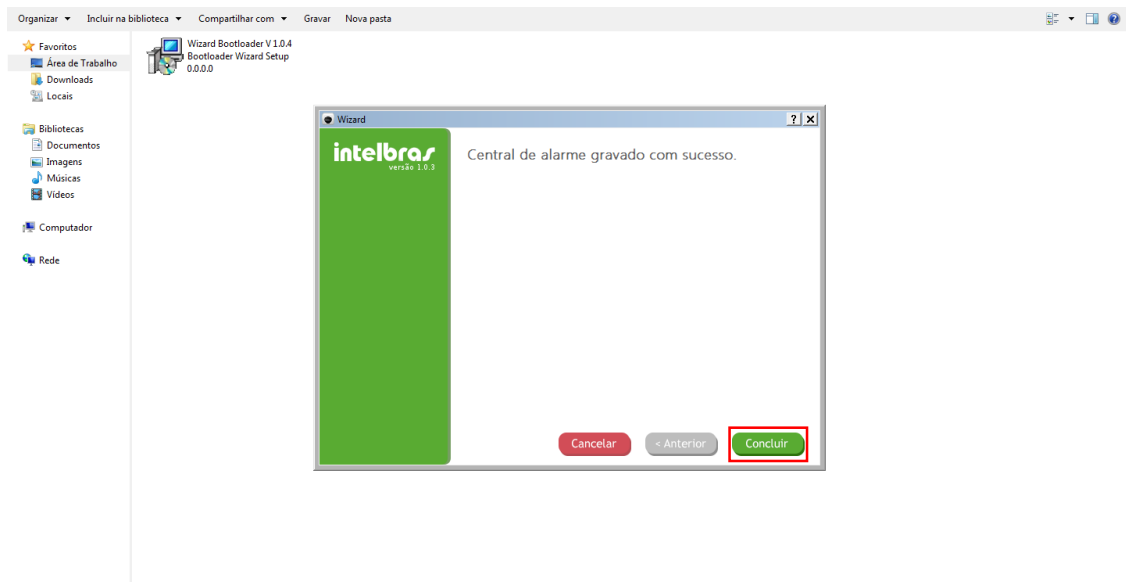 Organizar Incluir na biblioteca Compartilhar com Gravar Nova pasta
Favoritos
Área de Trabalho
Downloads
Locais
Bibliotecas
Documentos
Imagens
Músicas
Vídeos
Computador
Rede
Wizard Bootloader V 1.0.4
Bootloader Wizard Setup
0.0.0.0
Wizard
intelbras
versão 1.0.3
Central de alarme gravado com sucesso.
Cancelar < Anterior Concluir